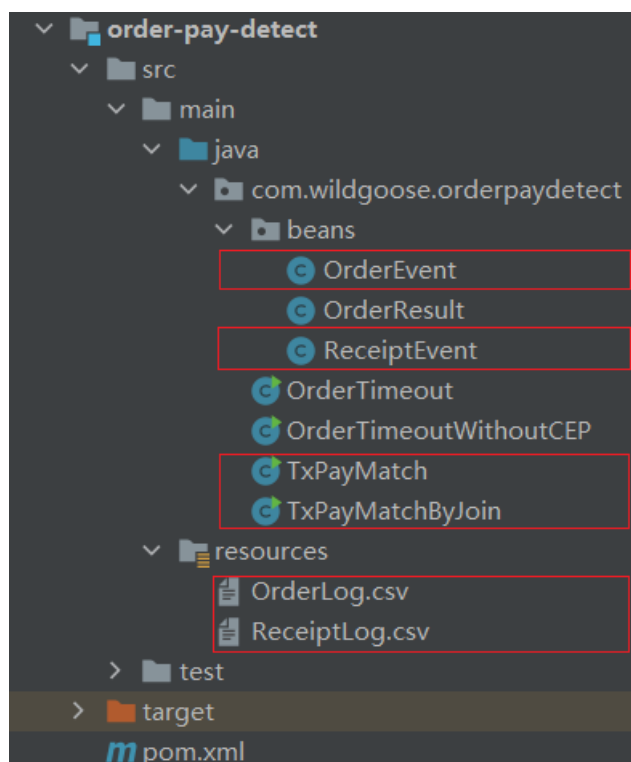 order-pay-detect
src
main
java
com.wildgoose.orderpaydetect
beans
OrderEvent
OrderResult
ReceiptEvent
OrderTimeout
OrderTimeoutWithoutCEP
TxPayMatch
TxPayMatchByJoin
resources
OrderLog.csv
ReceiptLog.csv
test
target
pom.xml